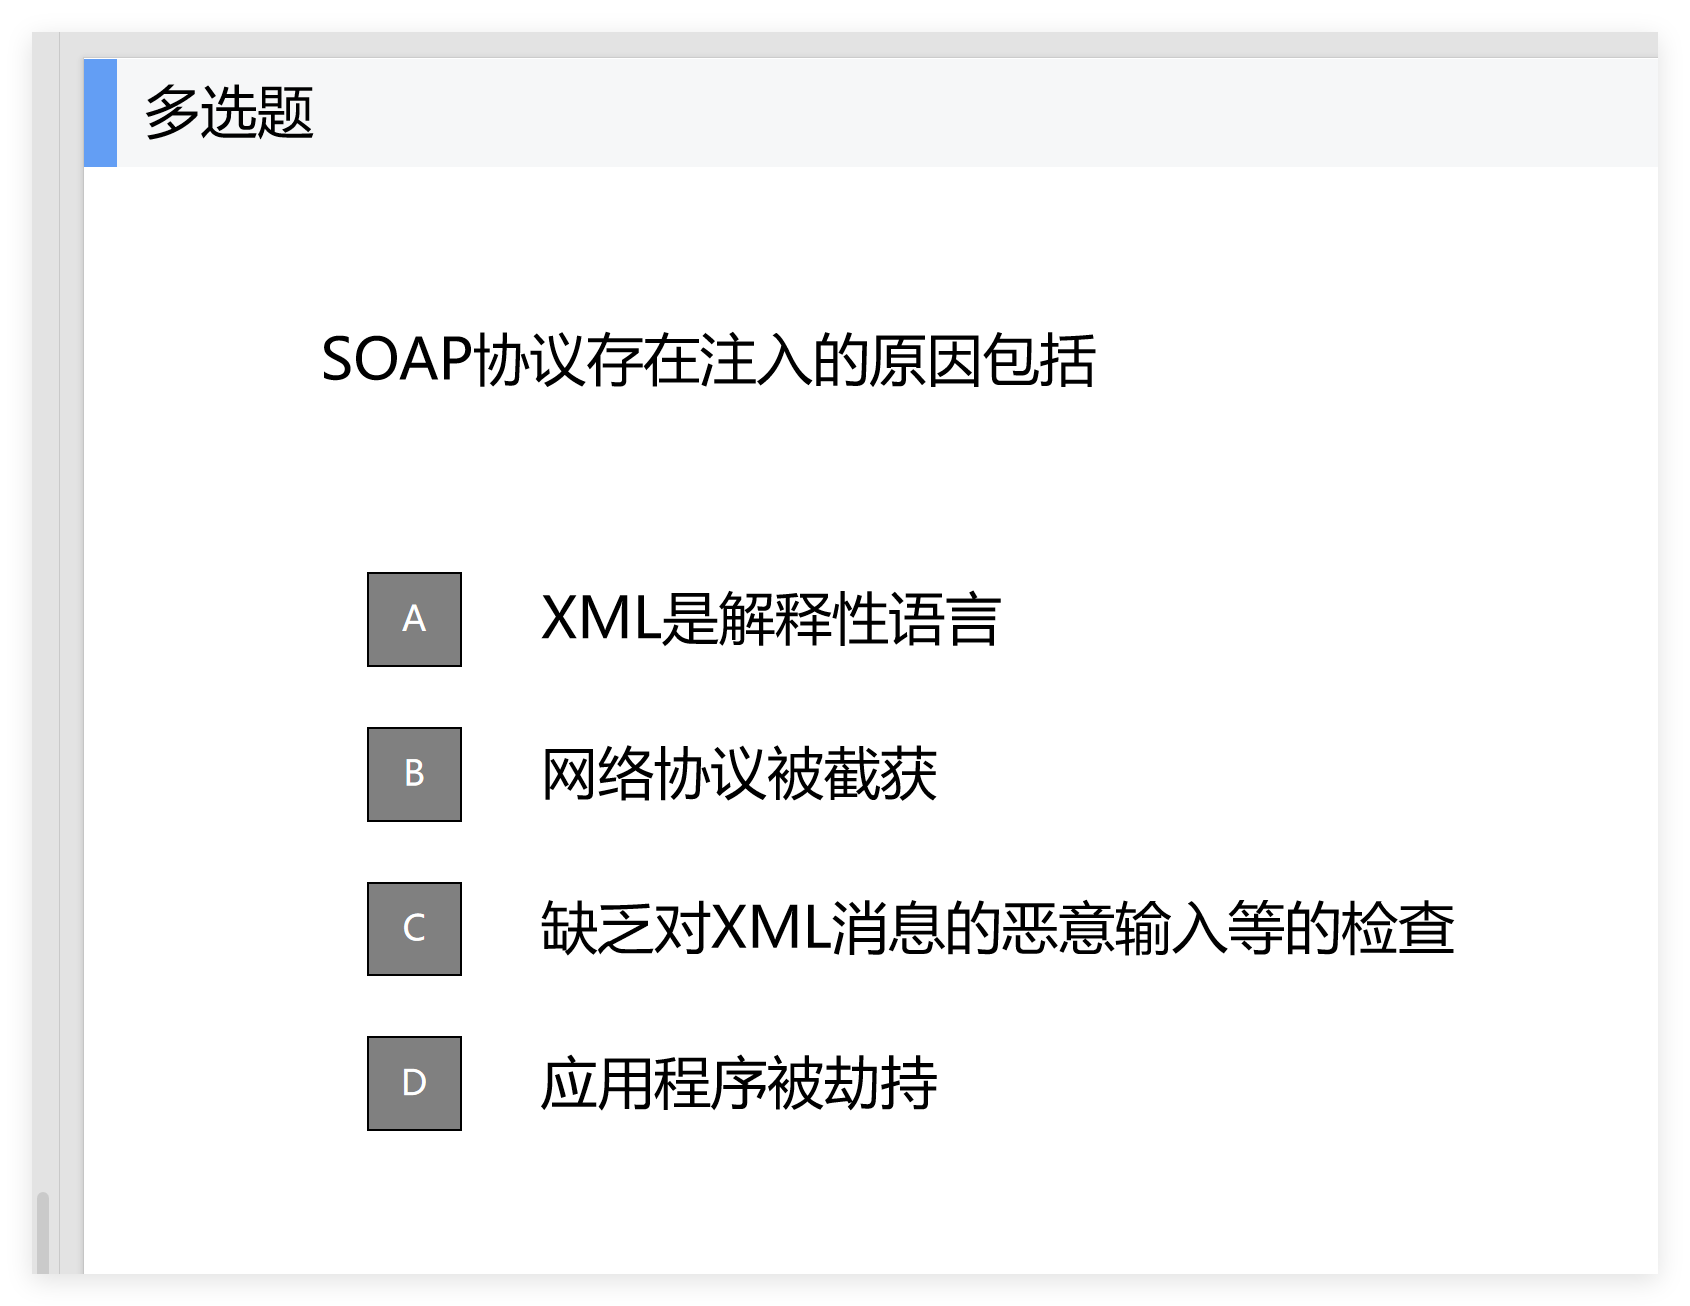 多选题
SOAP协议存在注入的原因包括
A XML是解释性语言
B 网络协议被截获
C 缺乏对XML消息的恶意输入等的检查
D 应用程序被劫持